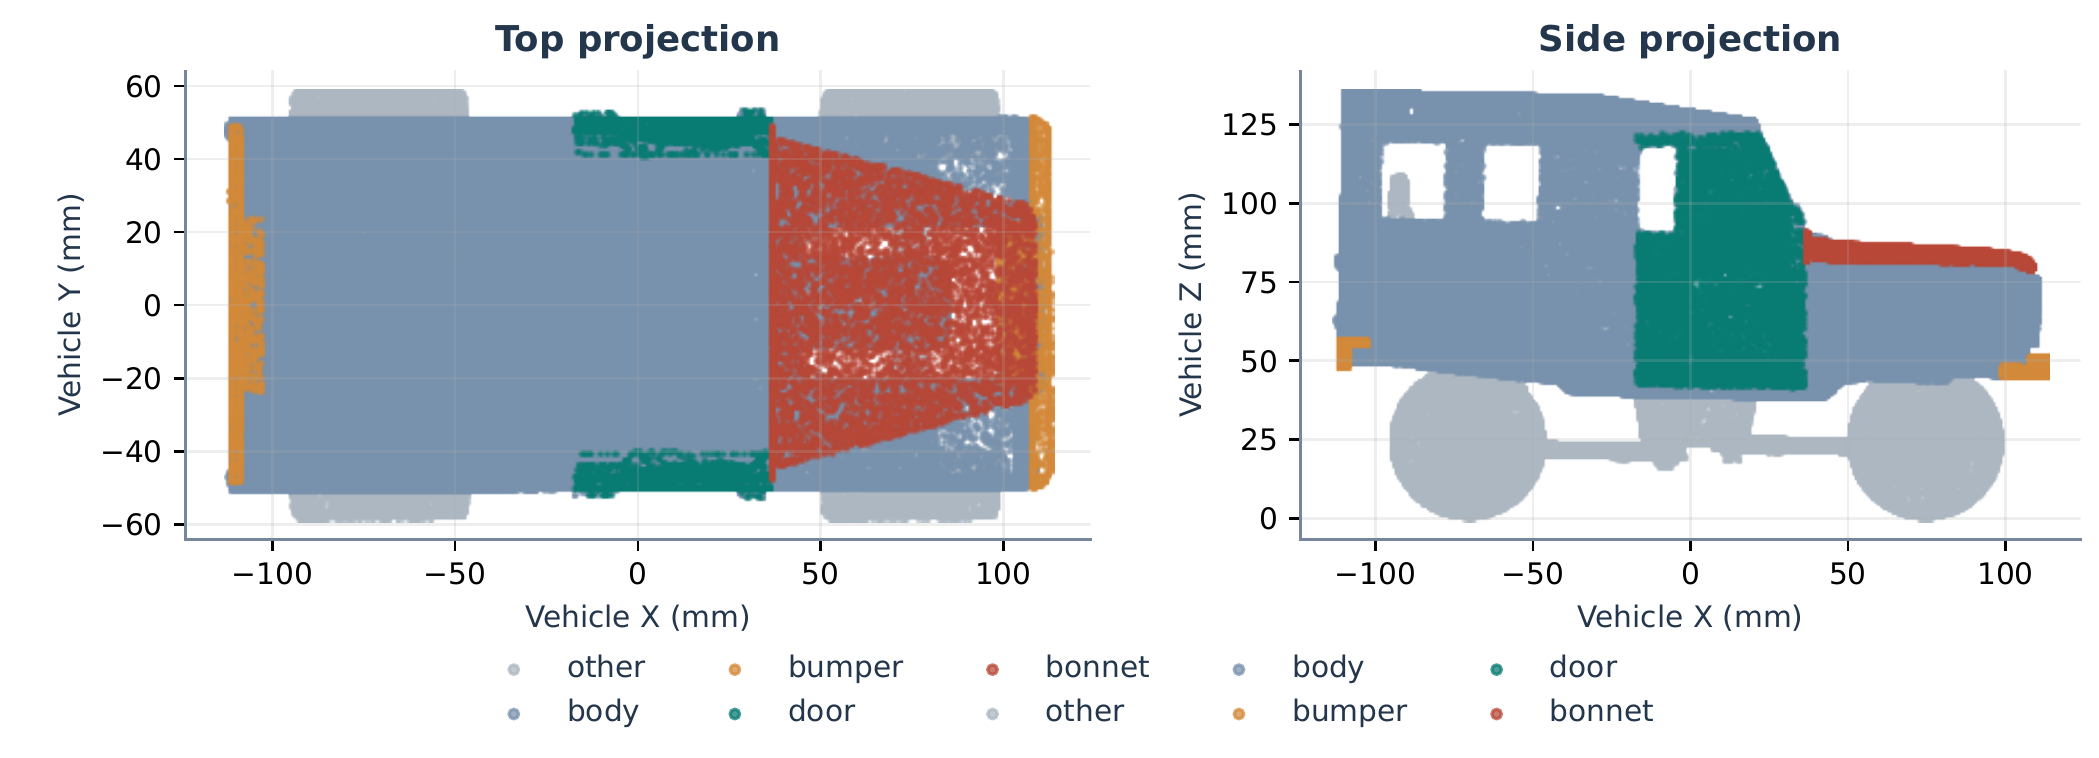 Top projection
60
40
20
0
−20
−40
−60
Vehicle Y (mm)
−100 −50 0 50 100
Vehicle X (mm)
Side projection
125
100
75
50
25
0
Vehicle Z (mm)
−100 −50 0 50 100
Vehicle X (mm)
other bumper bonnet body door
body door other bumper bonnet